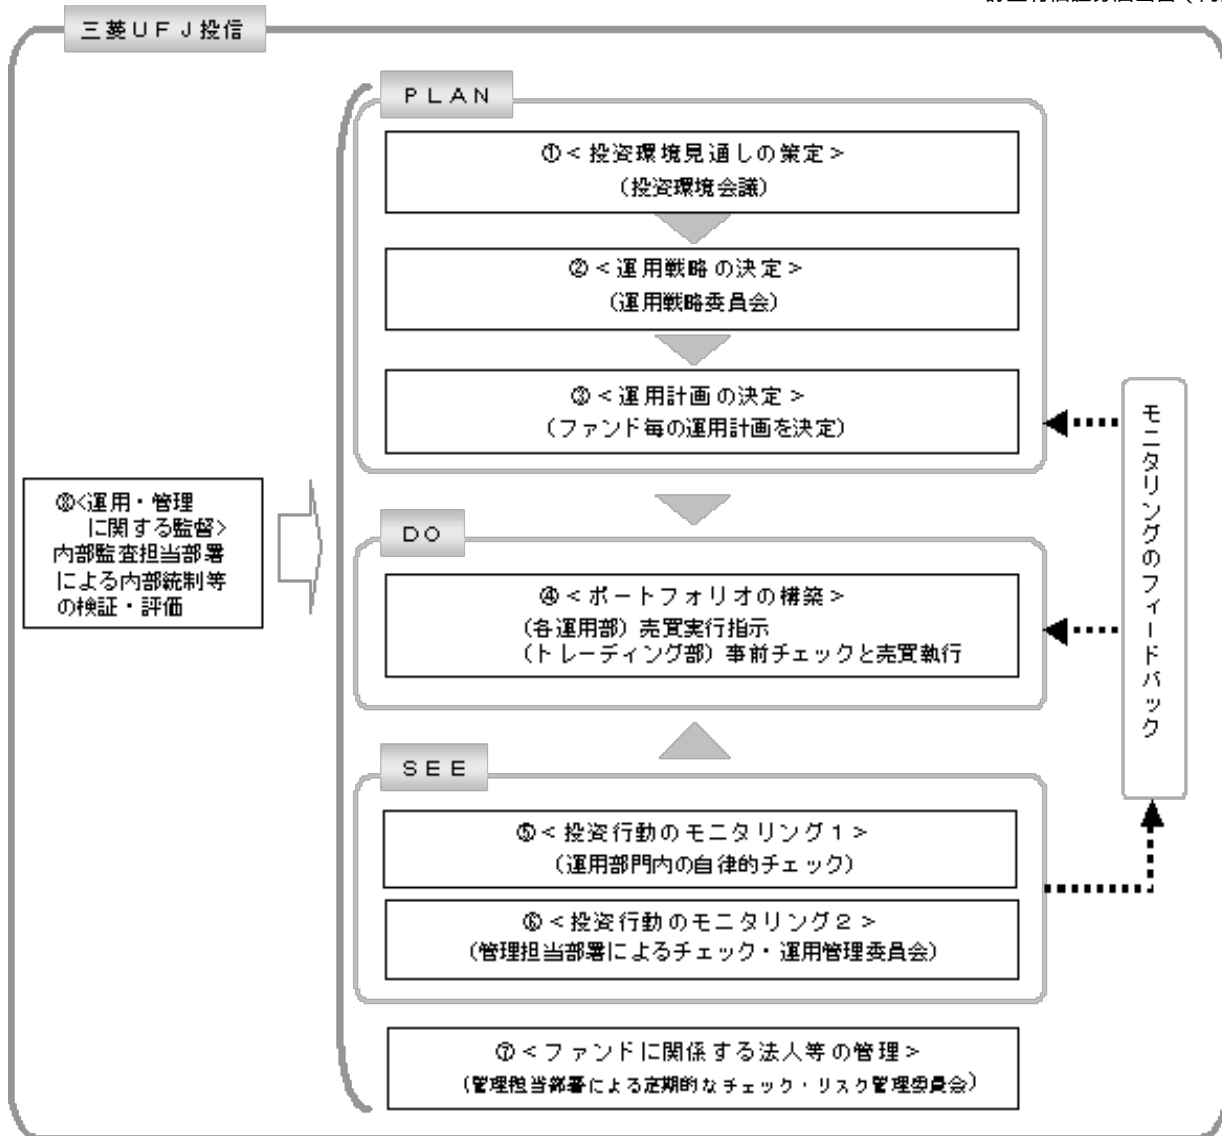 三菱ＵＦＪ投信
ＰＬＡＮ
①＜投資環境見通しの策定＞
（投資環境会議）
②＜運用戦略の決定＞
（運用戦略委員会）
③＜運用計画の決定＞
（ファンド毎の運用計画を決定）
⑧＜運用・管理
に関する監督＞
内部監査担当部署
による内部統制等
の検証・評価
ＤＯ
④＜ポートフォリオの構築＞
（各運用部）売買実行指示
（トレーディング部）事前チェックと売買執行
モニタリングのフィードバック
ＳＥＥ
⑤＜投資行動のモニタリング１＞
（運用部門内の自律的チェック）
⑥＜投資行動のモニタリング２＞
（管理担当部署によるチェック・運用管理委員会）
⑦＜ファンドに関係する法人等の管理＞
（管理担当部署による定期的なチェック・リスク管理委員会）